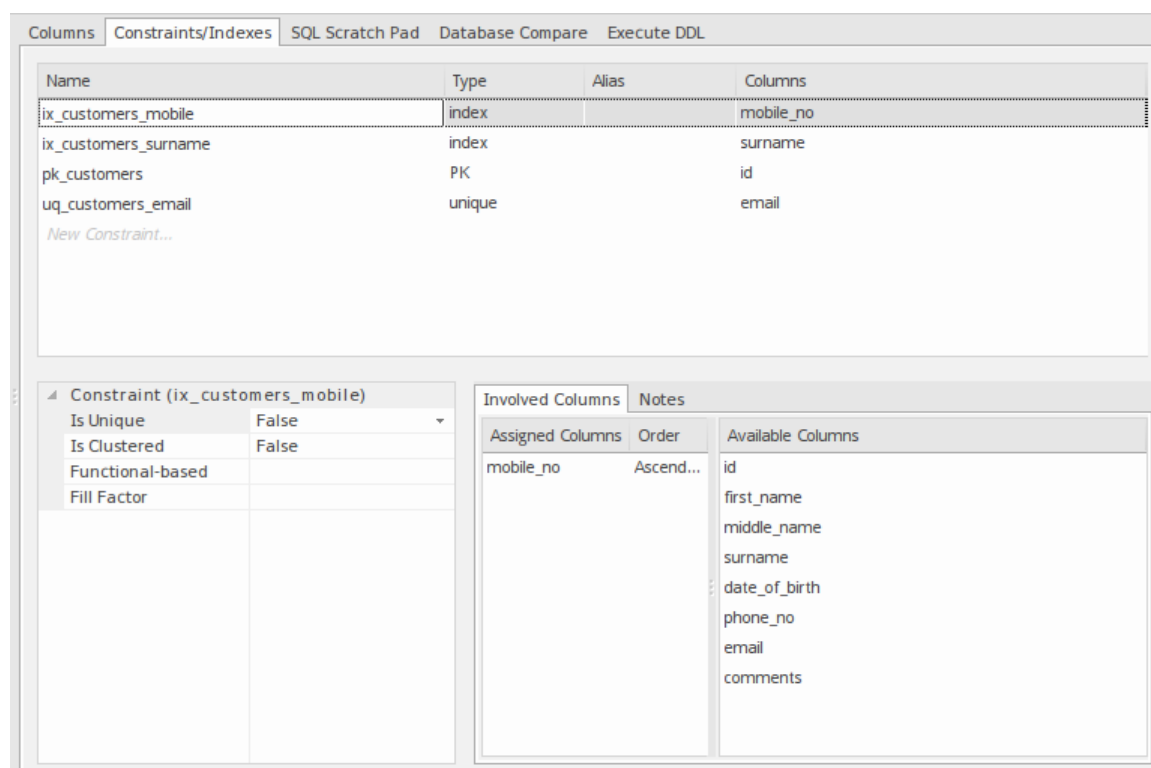 Columns Constraints/Indexes SQL Scratch Pad Database Compare Execute DDL
Name Type Alias Columns
ix_customers_mobile index mobile_no
ix_customers_surname index surname
pk_customers PK id
uq_customers_email unique email
New Constraint...
Constraint (ix_customers_mobile)
Is Unique False
Is Clustered False
Functional-based
Fill Factor
Involved Columns Notes
Assigned Columns Order Available Columns
mobile_no Ascend... id
first_name
middle_name
surname
date_of_birth
phone_no
email
comments